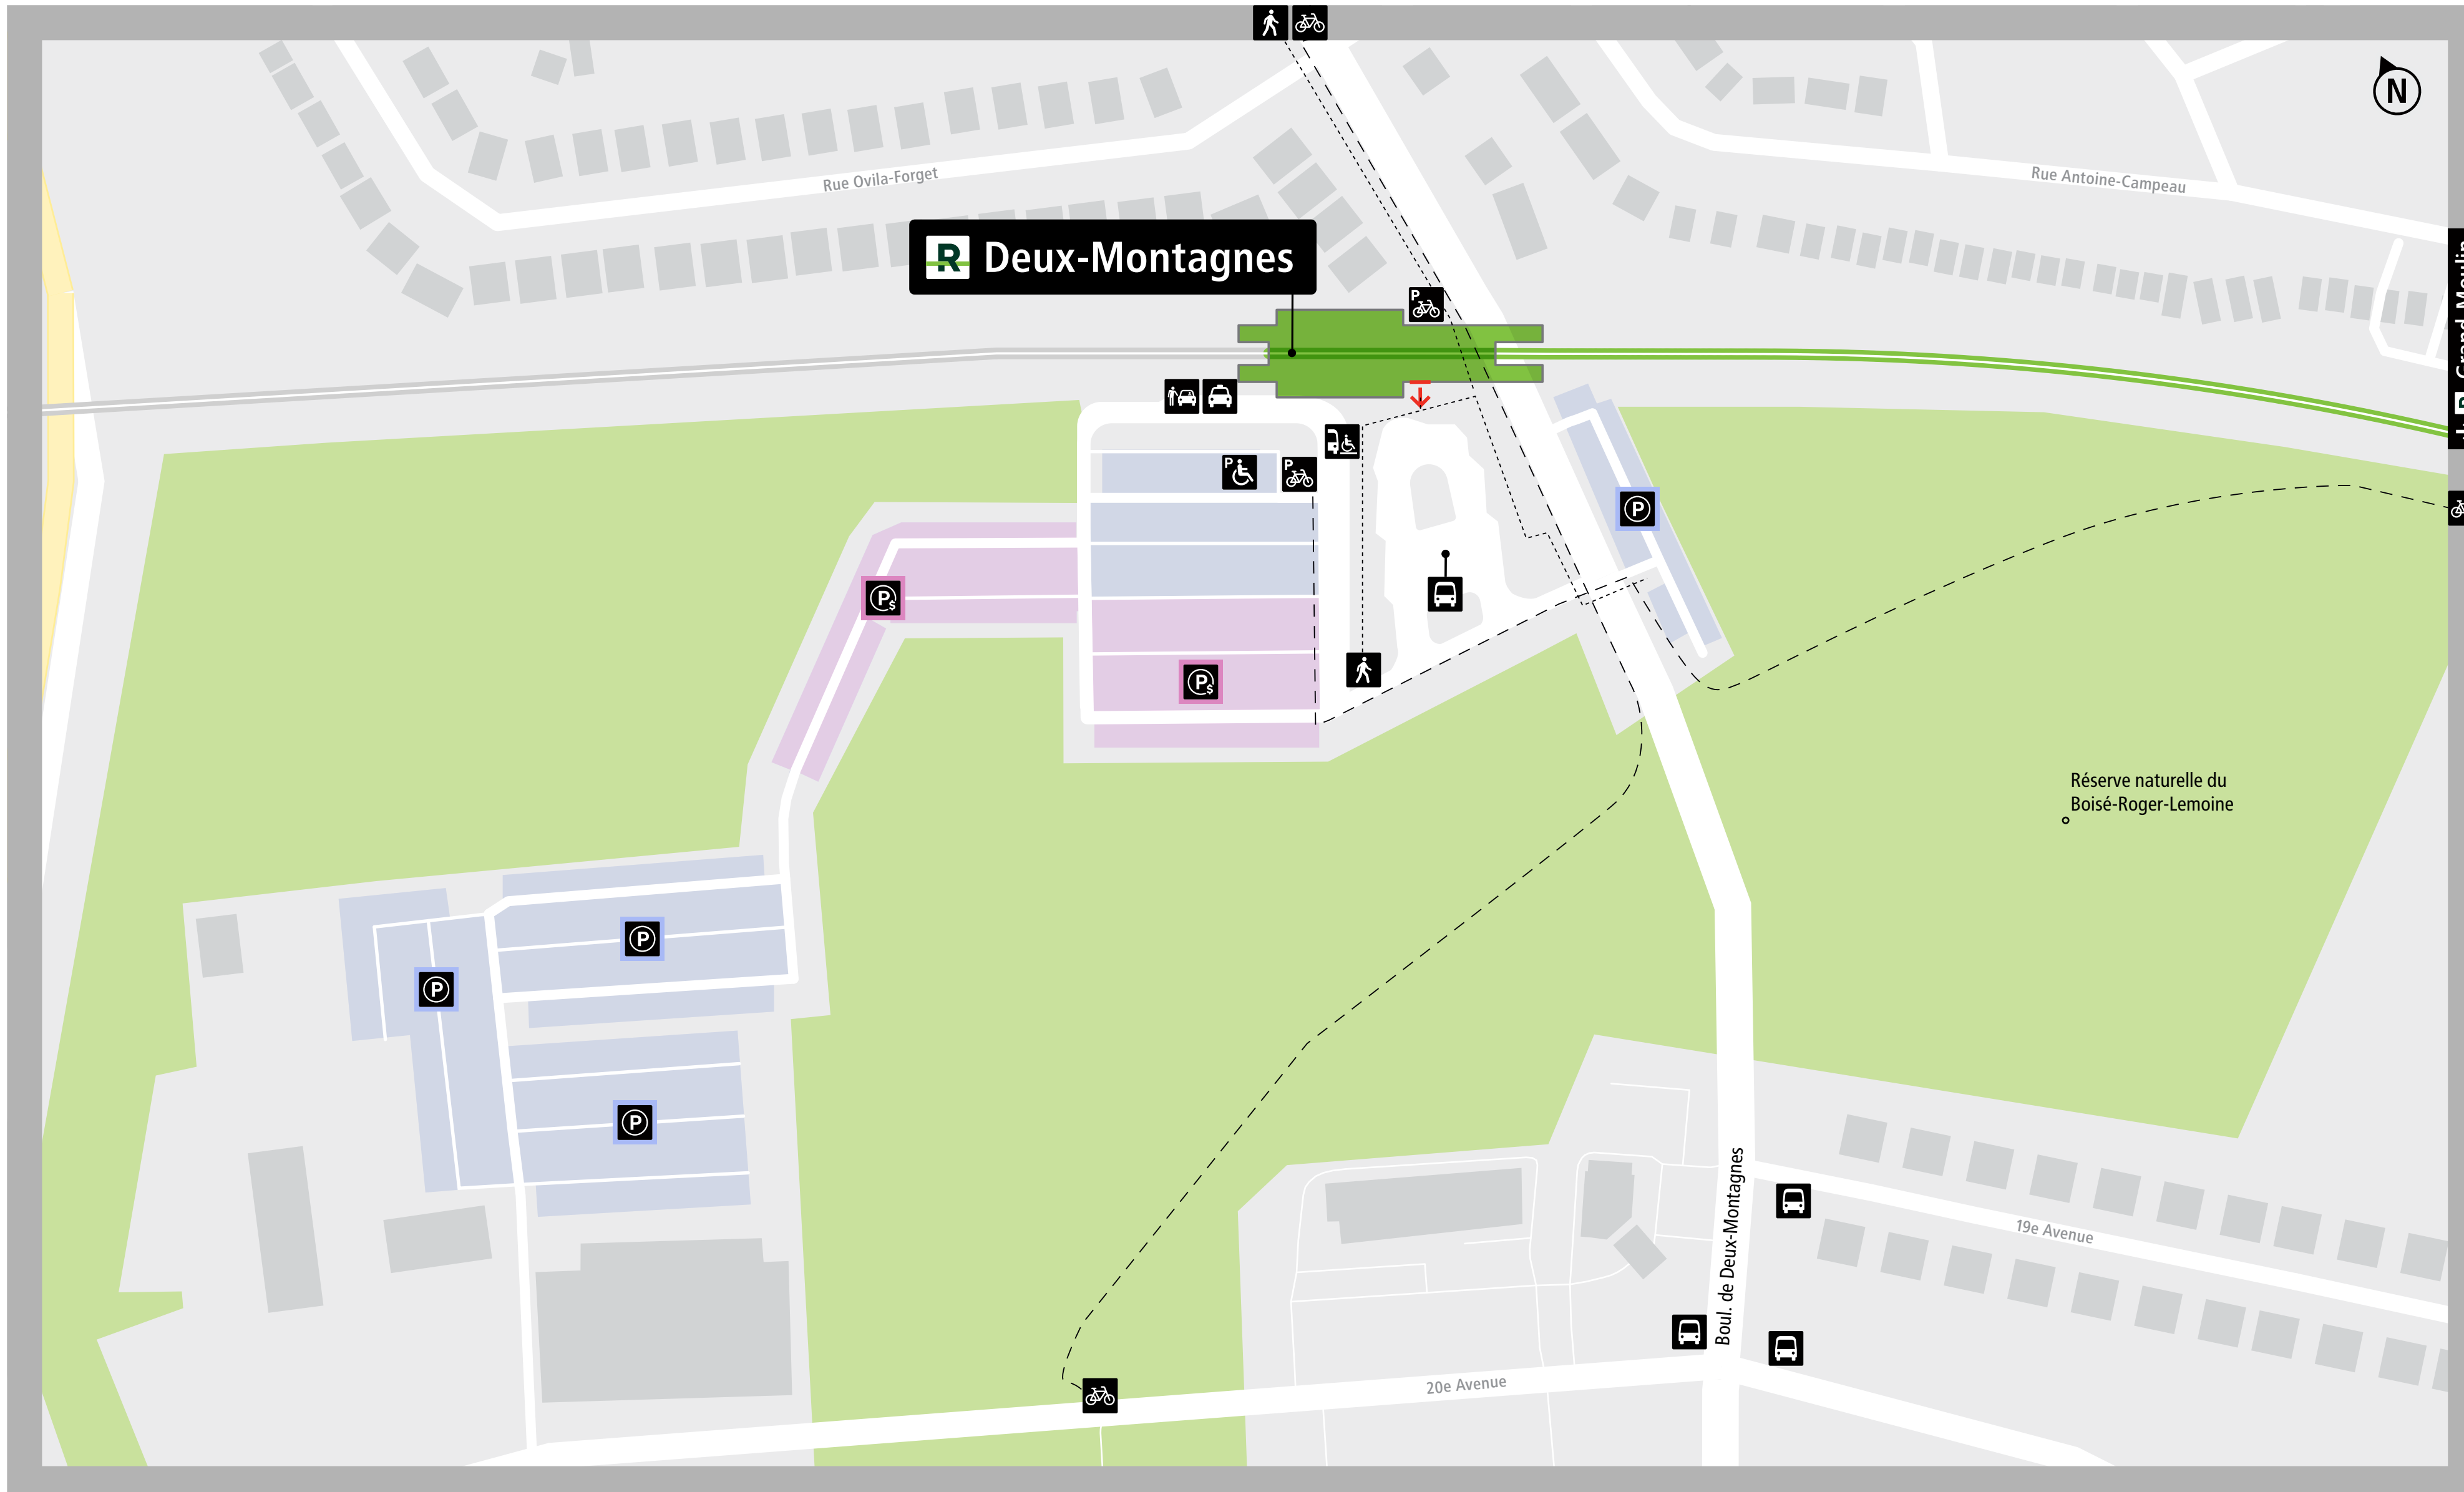 N
Rue Ovila-Forget
Rue Antoine-Campeau
R Deux-Montagnes
P
P
P
P
P$
P$
Réserve naturelle du
Boisé-Roger-Lemoine
P
P
P
Boul. de Deux-Montagnes
19e Avenue
20e Avenue